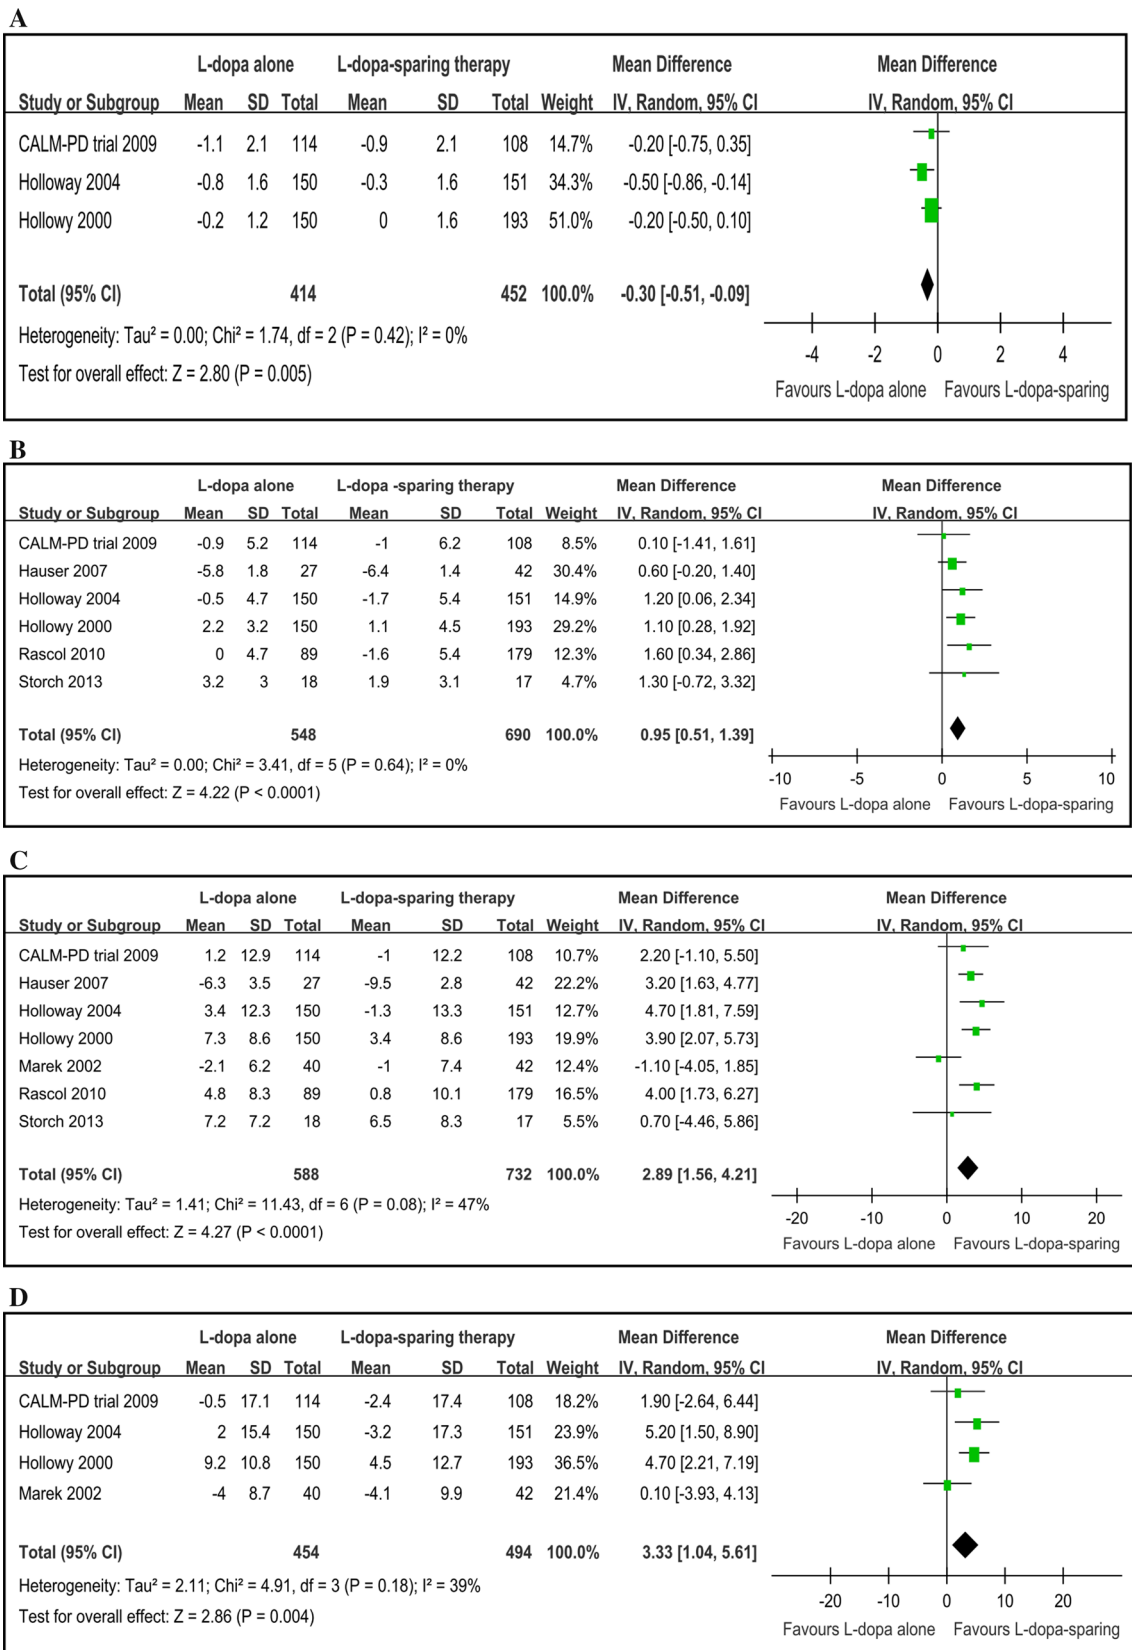 A
L-dopa alone L-dopa-sparing therapy Mean Difference Mean Difference
Study or Subgroup Mean SD Total Mean SD Total Weight IV, Random, 95% CI IV, Random, 95% CI
CALM-PD trial 2009 -1.1 2.1 114 -0.9 2.1 108 14.7% -0.20 [-0.75, 0.35]
Holloway 2004 -0.8 1.6 150 -0.3 1.6 151 34.3% -0.50 [-0.86, -0.14]
Hollowy 2000 -0.2 1.2 150 0 1.6 193 51.0% -0.20 [-0.50, 0.10]
Total (95% CI) 414 452 100.0% -0.30 [-0.51, -0.09]
Heterogeneity: Tau² = 0.00; Chi² = 1.74, df = 2 (P = 0.42); I² = 0%
Test for overall effect: Z = 2.80 (P = 0.005)
-4 -2 0 2 4
Favours L-dopa alone Favours L-dopa-sparing
B
L-dopa alone L-dopa -sparing therapy Mean Difference Mean Difference
Study or Subgroup Mean SD Total Mean SD Total Weight IV, Random, 95% CI IV, Random, 95% CI
CALM-PD trial 2009 -0.9 5.2 114 -1 6.2 108 8.5% 0.10 [-1.41, 1.61]
Hauser 2007 -5.8 1.8 27 -6.4 1.4 42 30.4% 0.60 [-0.20, 1.40]
Holloway 2004 -0.5 4.7 150 -1.7 5.4 151 14.9% 1.20 [0.06, 2.34]
Hollowy 2000 2.2 3.2 150 1.1 4.5 193 29.2% 1.10 [0.28, 1.92]
Rascol 2010 0 4.7 89 -1.6 5.4 179 12.3% 1.60 [0.34, 2.86]
Storch 2013 3.2 3 18 1.9 3.1 17 4.7% 1.30 [-0.72, 3.32]
Total (95% CI) 548 690 100.0% 0.95 [0.51, 1.39]
Heterogeneity: Tau² = 0.00; Chi² = 3.41, df = 5 (P = 0.64); I² = 0%
Test for overall effect: Z = 4.22 (P < 0.0001)
-10 -5 0 5 10
Favours L-dopa alone Favours L-dopa-sparing
C
L-dopa alone L-dopa-sparing therapy Mean Difference Mean Difference
Study or Subgroup Mean SD Total Mean SD Total Weight IV, Random, 95% CI IV, Random, 95% CI
CALM-PD trial 2009 1.2 12.9 114 -1 12.2 108 10.7% 2.20 [-1.10, 5.50]
Hauser 2007 -6.3 3.5 27 -9.5 2.8 42 22.2% 3.20 [1.63, 4.77]
Holloway 2004 3.4 12.3 150 -1.3 13.3 151 12.7% 4.70 [1.81, 7.59]
Hollowy 2000 7.3 8.6 150 3.4 8.6 193 19.9% 3.90 [2.07, 5.73]
Marek 2002 -2.1 6.2 40 -1 7.4 42 12.4% -1.10 [-4.05, 1.85]
Rascol 2010 4.8 8.3 89 0.8 10.1 179 16.5% 4.00 [1.73, 6.27]
Storch 2013 7.2 7.2 18 6.5 8.3 17 5.5% 0.70 [-4.46, 5.86]
Total (95% CI) 588 732 100.0% 2.89 [1.56, 4.21]
Heterogeneity: Tau² = 1.41; Chi² = 11.43, df = 6 (P = 0.08); I² = 47%
Test for overall effect: Z = 4.27 (P < 0.0001)
-20 -10 0 10 20
Favours L-dopa alone Favours L-dopa-sparing
D
L-dopa alone L-dopa-sparing therapy Mean Difference Mean Difference
Study or Subgroup Mean SD Total Mean SD Total Weight IV, Random, 95% CI IV, Random, 95% CI
CALM-PD trial 2009 -0.5 17.1 114 -2.4 17.4 108 18.2% 1.90 [-2.64, 6.44]
Holloway 2004 2 15.4 150 -3.2 17.3 151 23.9% 5.20 [1.50, 8.90]
Hollowy 2000 9.2 10.8 150 4.5 12.7 193 36.5% 4.70 [2.21, 7.19]
Marek 2002 -4 8.7 40 -4.1 9.9 42 21.4% 0.10 [-3.93, 4.13]
Total (95% CI) 454 494 100.0% 3.33 [1.04, 5.61]
Heterogeneity: Tau² = 2.11; Chi² = 4.91, df = 3 (P = 0.18); I² = 39%
Test for overall effect: Z = 2.86 (P = 0.004)
-20 -10 0 10 20
Favours L-dopa alone Favours L-dopa-sparing